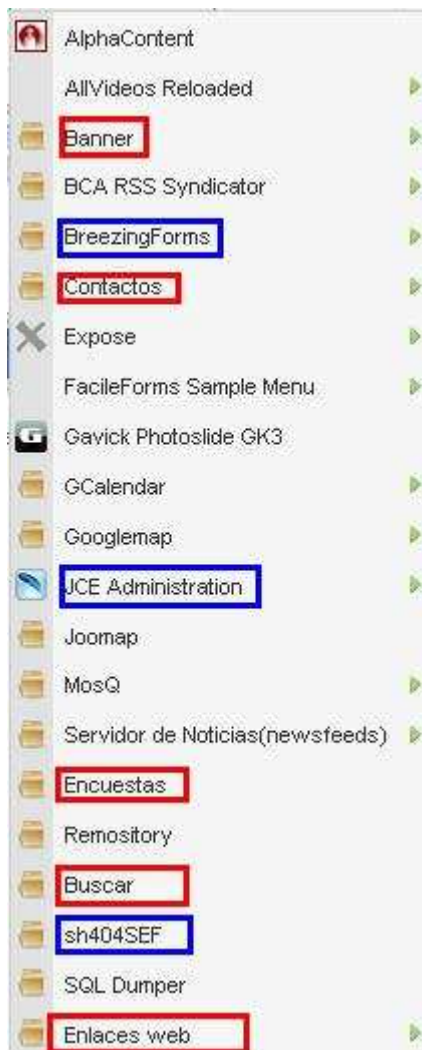 AlphaContent
AllVideos Reloaded
Banner
BCA RSS Syndicator
BreezingForms
Contactos
Expose
FacileForms Sample Menu
Gavick Photoslide GK3
GCalendar
Googlemap
JCE Administration
Joomap
MosQ
Servidor de Noticias(newsfeeds)
Encuestas
Remository
Buscar
sh404SEF
SQL Dumper
Enlaces web